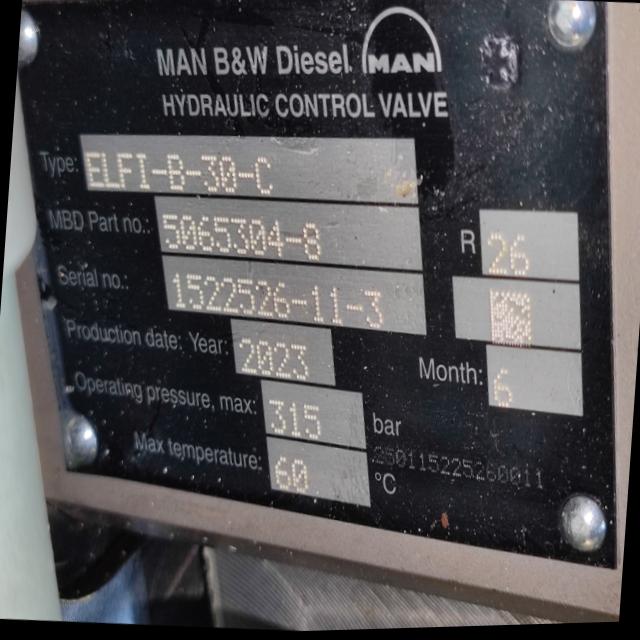 MAN B&W Diesel MAN
HYDRAULIC CONTROL VALVE
Type: ELFI-B-30-C
MBD Part no.: 5065304-8 R 26
Serial no.: 1522526-11-3
Production date: Year: 2023 Month: 6
Operating pressure, max: 315 bar
Max temperature: 60 °C